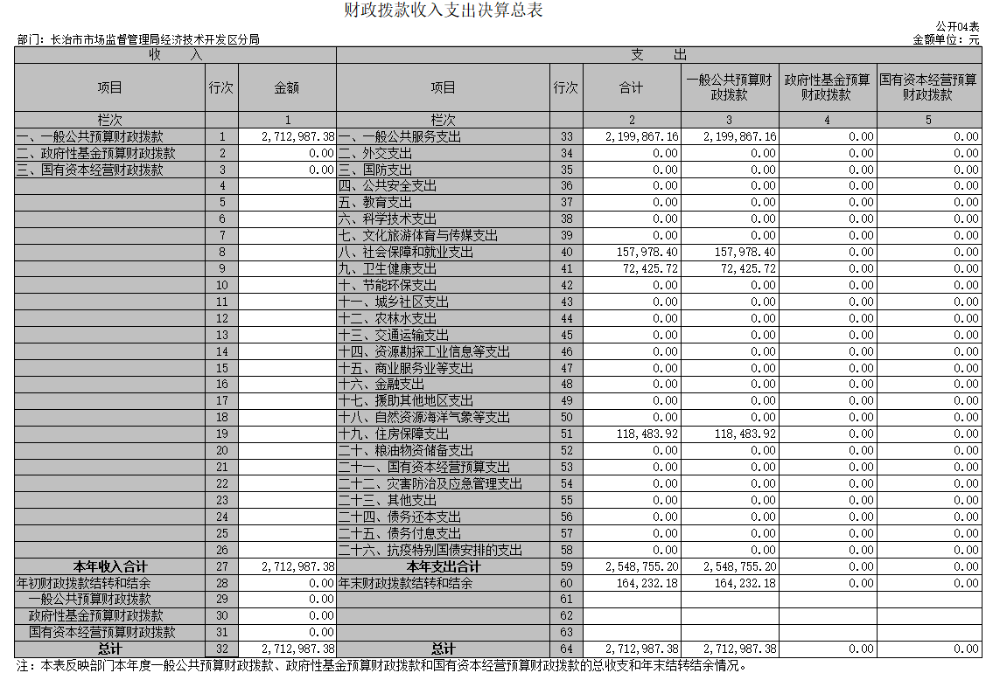 财政拨款收入支出决算总表
公开04表
部门：长治市市场监督管理局经济技术开发区分局 金额单位：元
收 入 支 出
项目 行次 金额 项目 行次 合计 一般公共预算财政拨款 政府性基金预算财政拨款 国有资本经营预算财政拨款
栏次 1 栏次 2 3 4 5
一、一般公共预算财政拨款 1 2,712,987.38 一、一般公共服务支出 33 2,199,867.16 2,199,867.16 0.00 0.00
二、政府性基金预算财政拨款 2 0.00 二、外交支出 34 0.00 0.00 0.00 0.00
三、国有资本经营财政拨款 3 0.00 三、国防支出 35 0.00 0.00 0.00 0.00
4 四、公共安全支出 36 0.00 0.00 0.00 0.00
5 五、教育支出 37 0.00 0.00 0.00 0.00
6 六、科学技术支出 38 0.00 0.00 0.00 0.00
7 七、文化旅游体育与传媒支出 39 0.00 0.00 0.00 0.00
8 八、社会保障和就业支出 40 157,978.40 157,978.40 0.00 0.00
9 九、卫生健康支出 41 72,425.72 72,425.72 0.00 0.00
10 十、节能环保支出 42 0.00 0.00 0.00 0.00
11 十一、城乡社区支出 43 0.00 0.00 0.00 0.00
12 十二、农林水支出 44 0.00 0.00 0.00 0.00
13 十三、交通运输支出 45 0.00 0.00 0.00 0.00
14 十四、资源勘探工业信息等支出 46 0.00 0.00 0.00 0.00
15 十五、商业服务业等支出 47 0.00 0.00 0.00 0.00
16 十六、金融支出 48 0.00 0.00 0.00 0.00
17 十七、援助其他地区支出 49 0.00 0.00 0.00 0.00
18 十八、自然资源海洋气象等支出 50 0.00 0.00 0.00 0.00
19 十九、住房保障支出 51 118,483.92 118,483.92 0.00 0.00
20 二十、粮油物资储备支出 52 0.00 0.00 0.00 0.00
21 二十一、国有资本经营预算支出 53 0.00 0.00 0.00 0.00
22 二十二、灾害防治及应急管理支出 54 0.00 0.00 0.00 0.00
23 二十三、其他支出 55 0.00 0.00 0.00 0.00
24 二十四、债务还本支出 56 0.00 0.00 0.00 0.00
25 二十五、债务付息支出 57 0.00 0.00 0.00 0.00
26 二十六、抗疫特别国债安排的支出 58 0.00 0.00 0.00 0.00
本年收入合计 27 2,712,987.38 本年支出合计 59 2,548,755.20 2,548,755.20 0.00 0.00
年初财政拨款结转和结余 28 0.00 年末财政拨款结转和结余 60 164,232.18 164,232.18 0.00 0.00
一般公共预算财政拨款 29 0.00 61
政府性基金预算财政拨款 30 0.00 62
国有资本经营预算财政拨款 31 0.00 63
总计 32 2,712,987.38 总计 64 2,712,987.38 2,712,987.38 0.00 0.00
注：本表反映部门本年度一般公共预算财政拨款、政府性基金预算财政拨款和国有资本经营预算财政拨款的总收支和年末结转结余情况。